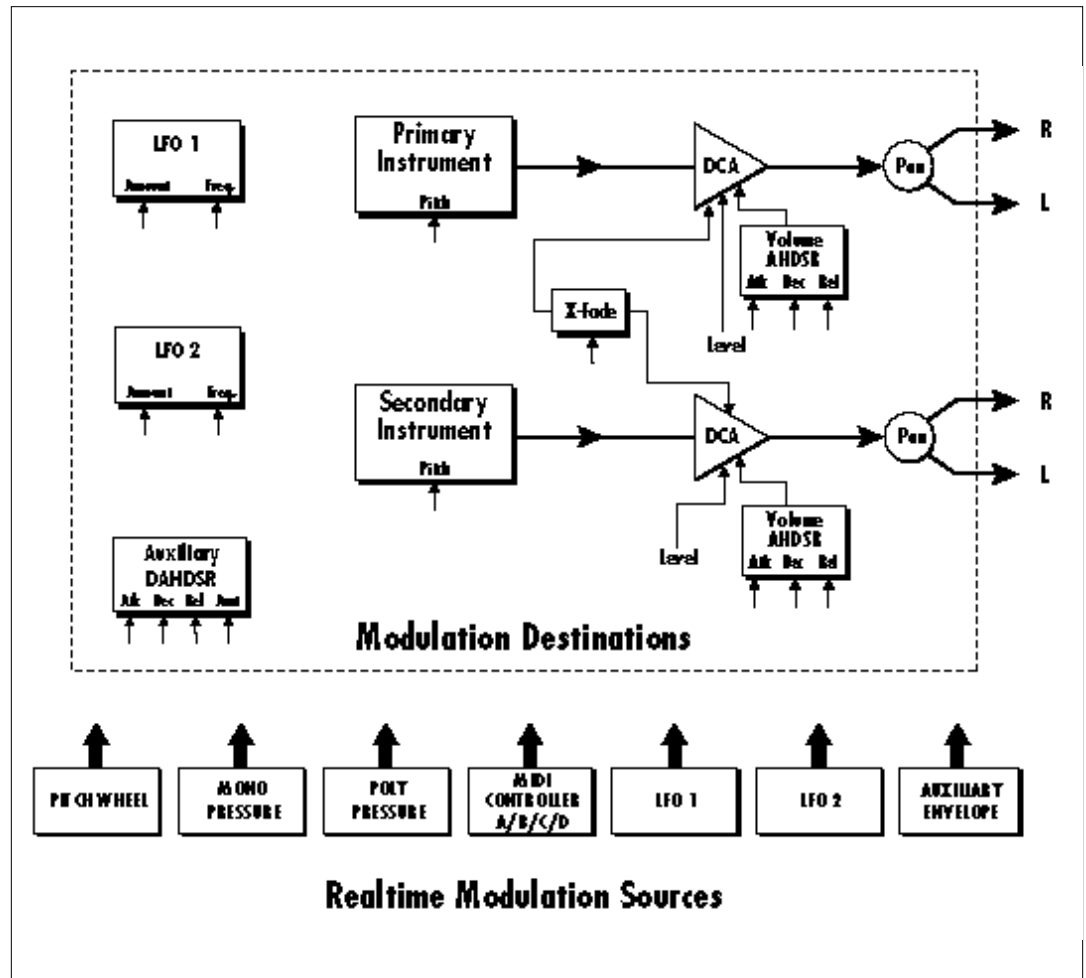 LFO 1
Amount Freq.
Primary
Instrument
Pitch
DCA
Pan
R
L
Volume
AHDSR
Atk Dec Rel
X-fade
Level
LFO 2
Amount Freq.
Secondary
Instrument
Pitch
DCA
Pan
R
L
Volume
AHDSR
Atk Dec Rel
Level
Auxiliary
DAHDSR
Atk Dec Rel Amt
Modulation Destinations
PITCH WHEEL
MONO
PRESSURE
POLY
PRESSURE
MIDI
CONTROLLER
A/B/C/D
LFO 1
LFO 2
AUXILIARY
ENVELOPE
Realtime Modulation Sources